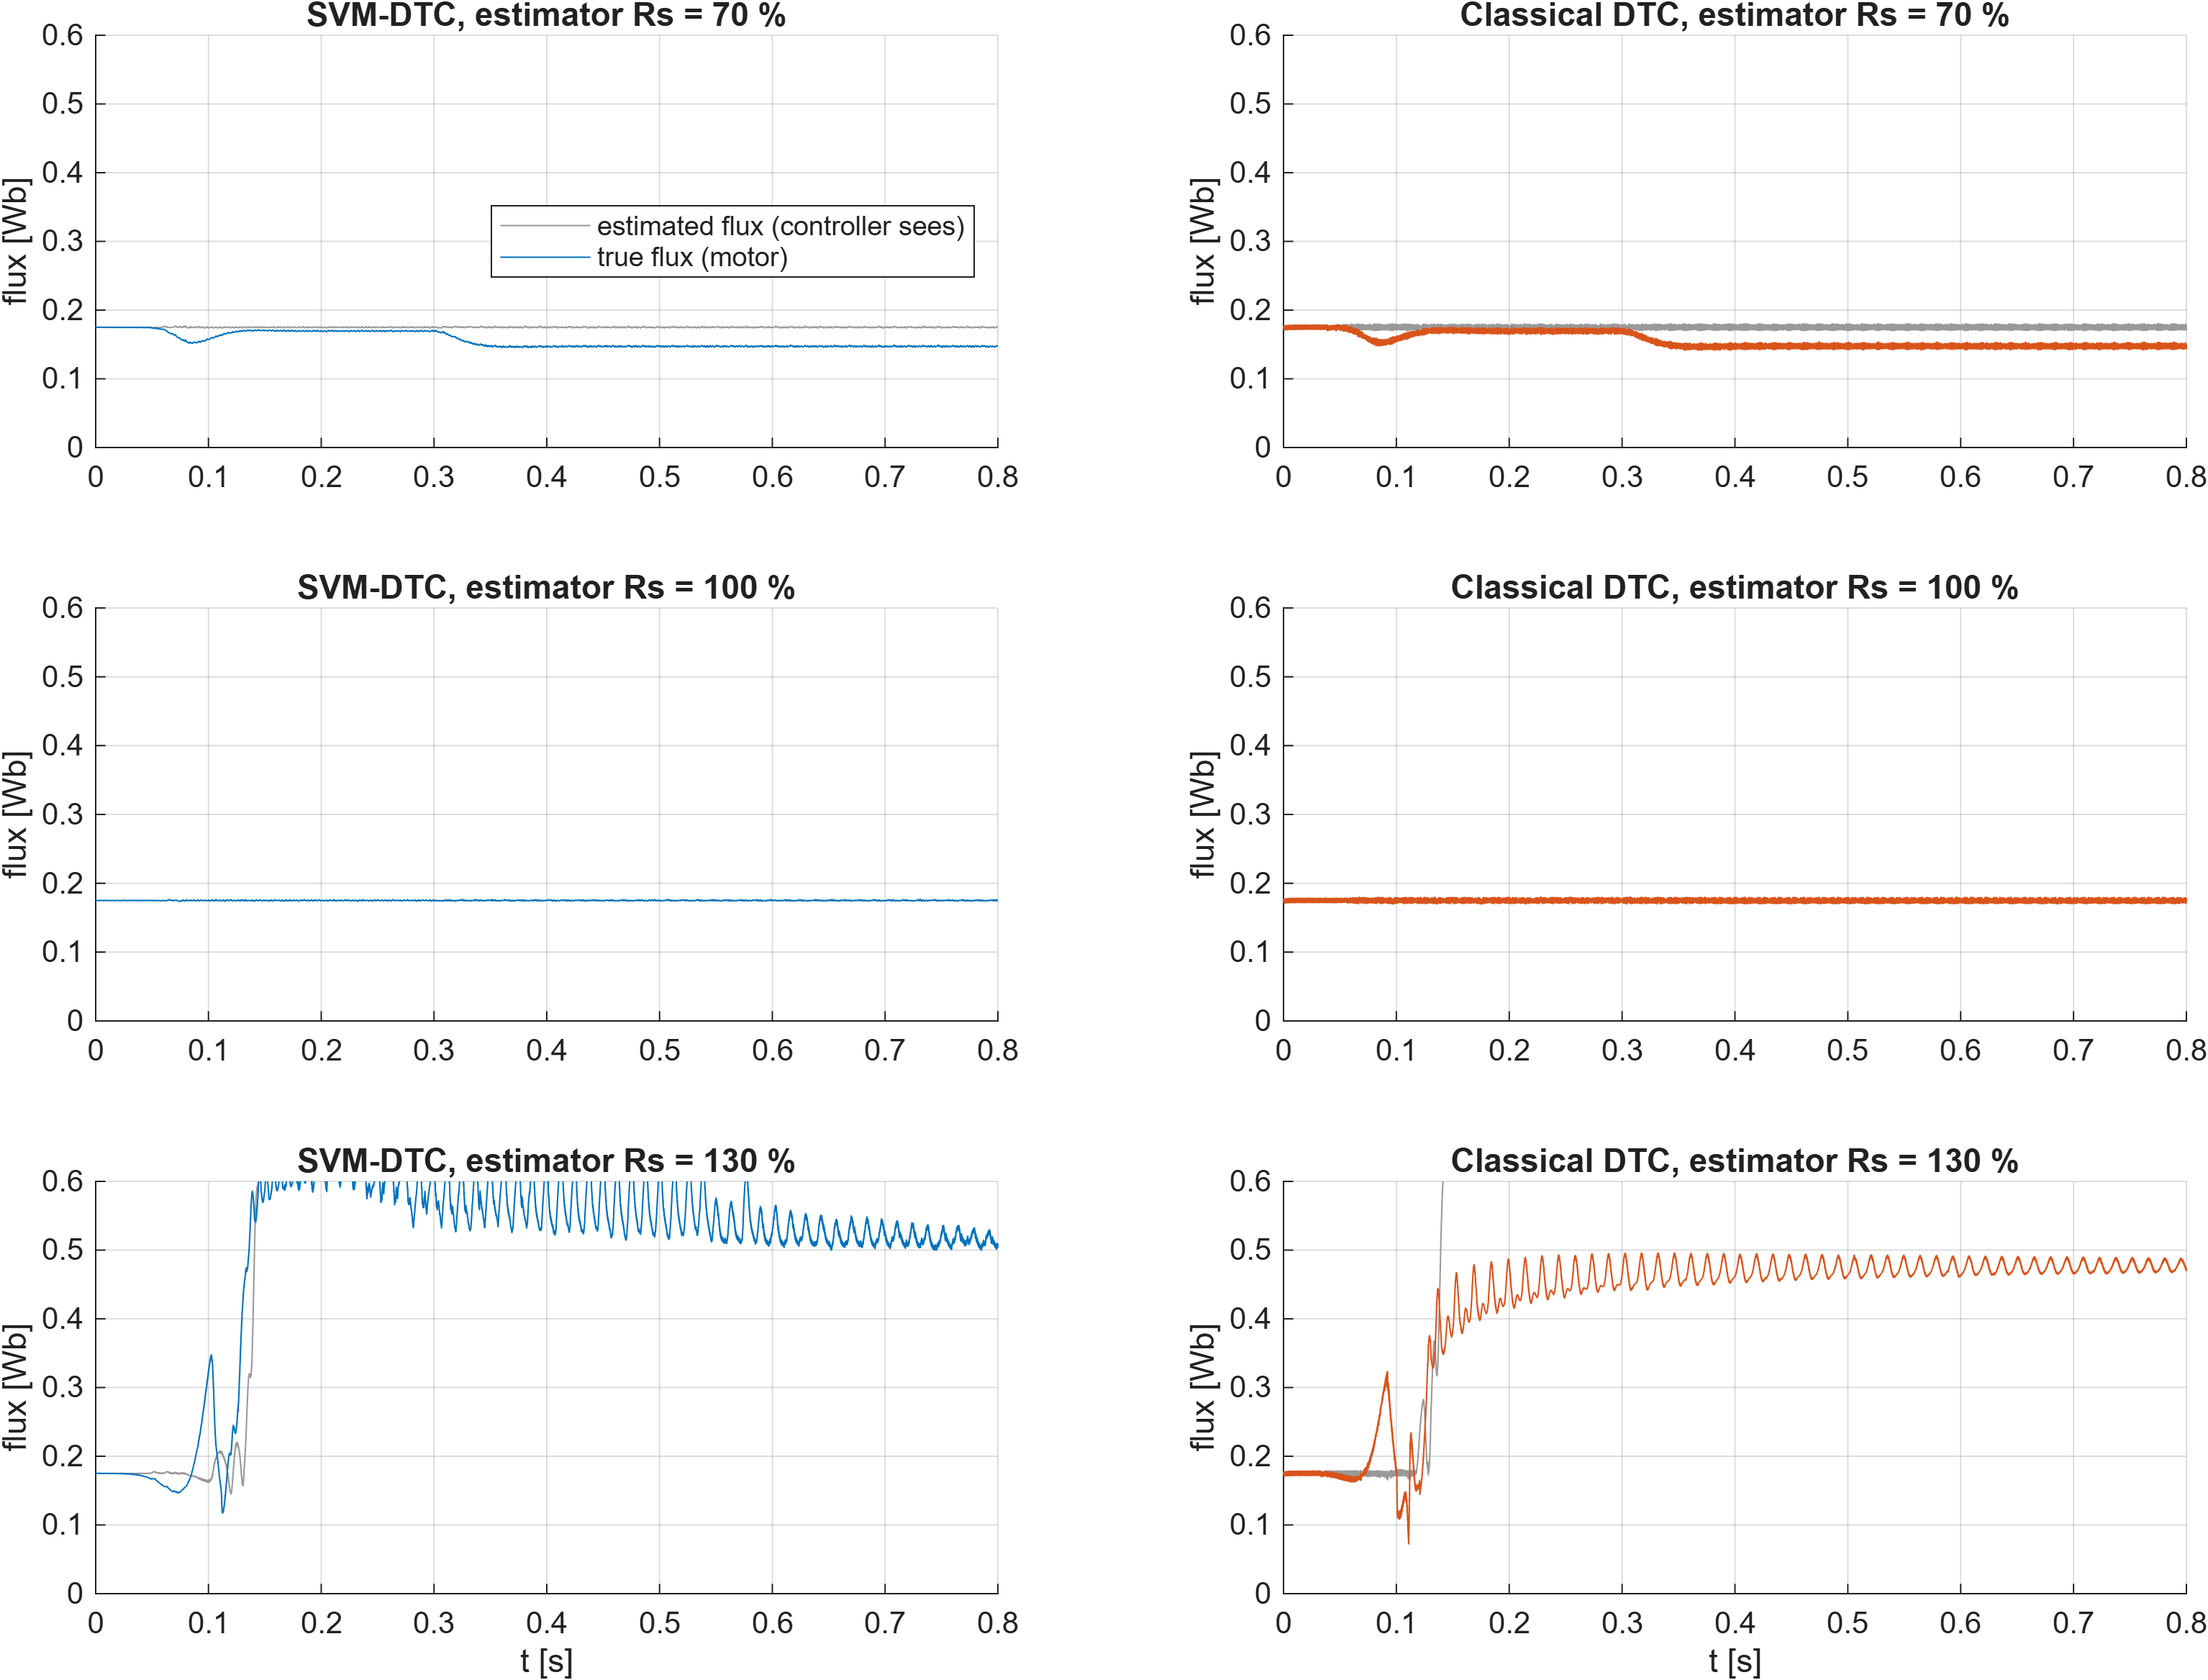 SVM-DTC, estimator Rs = 70 %
flux [Wb]
0.6
0.5
0.4
0.3
0.2
0.1
0
estimated flux (controller sees)
true flux (motor)
0 0.1 0.2 0.3 0.4 0.5 0.6 0.7 0.8
Classical DTC, estimator Rs = 70 %
flux [Wb]
0.6
0.5
0.4
0.3
0.2
0.1
0
0 0.1 0.2 0.3 0.4 0.5 0.6 0.7 0.8
SVM-DTC, estimator Rs = 100 %
flux [Wb]
0.6
0.5
0.4
0.3
0.2
0.1
0
0 0.1 0.2 0.3 0.4 0.5 0.6 0.7 0.8
Classical DTC, estimator Rs = 100 %
flux [Wb]
0.6
0.5
0.4
0.3
0.2
0.1
0
0 0.1 0.2 0.3 0.4 0.5 0.6 0.7 0.8
SVM-DTC, estimator Rs = 130 %
flux [Wb]
0.6
0.5
0.4
0.3
0.2
0.1
0
0 0.1 0.2 0.3 0.4 0.5 0.6 0.7 0.8
t [s]
Classical DTC, estimator Rs = 130 %
flux [Wb]
0.6
0.5
0.4
0.3
0.2
0.1
0
0 0.1 0.2 0.3 0.4 0.5 0.6 0.7 0.8
t [s]